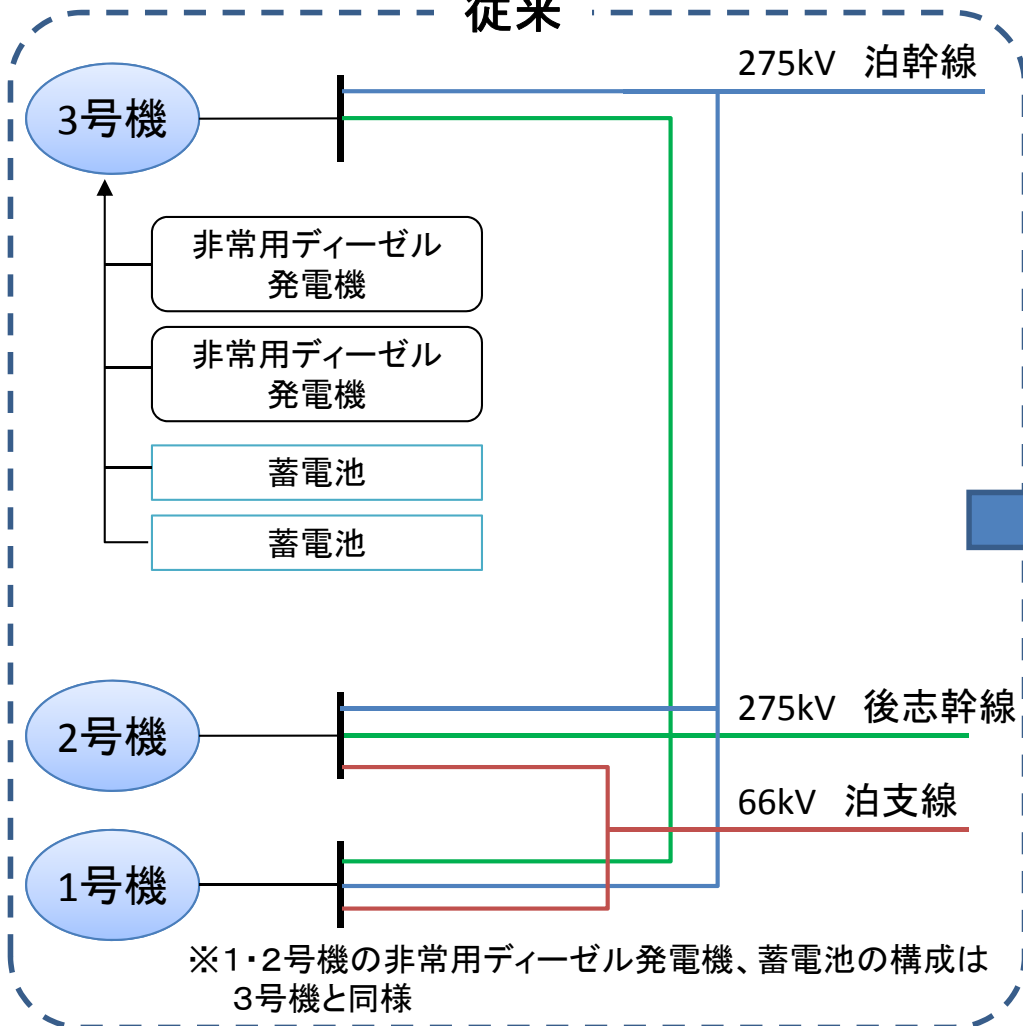 従来
275kV 泊幹線
3号機
非常用ディーゼル
発電機
非常用ディーゼル
発電機
蓄電池
蓄電池
2号機
275kV 後志幹線
66kV 泊支線
1号機
※1・2号機の非常用ディーゼル発電機、蓄電池の構成は
3号機と同様